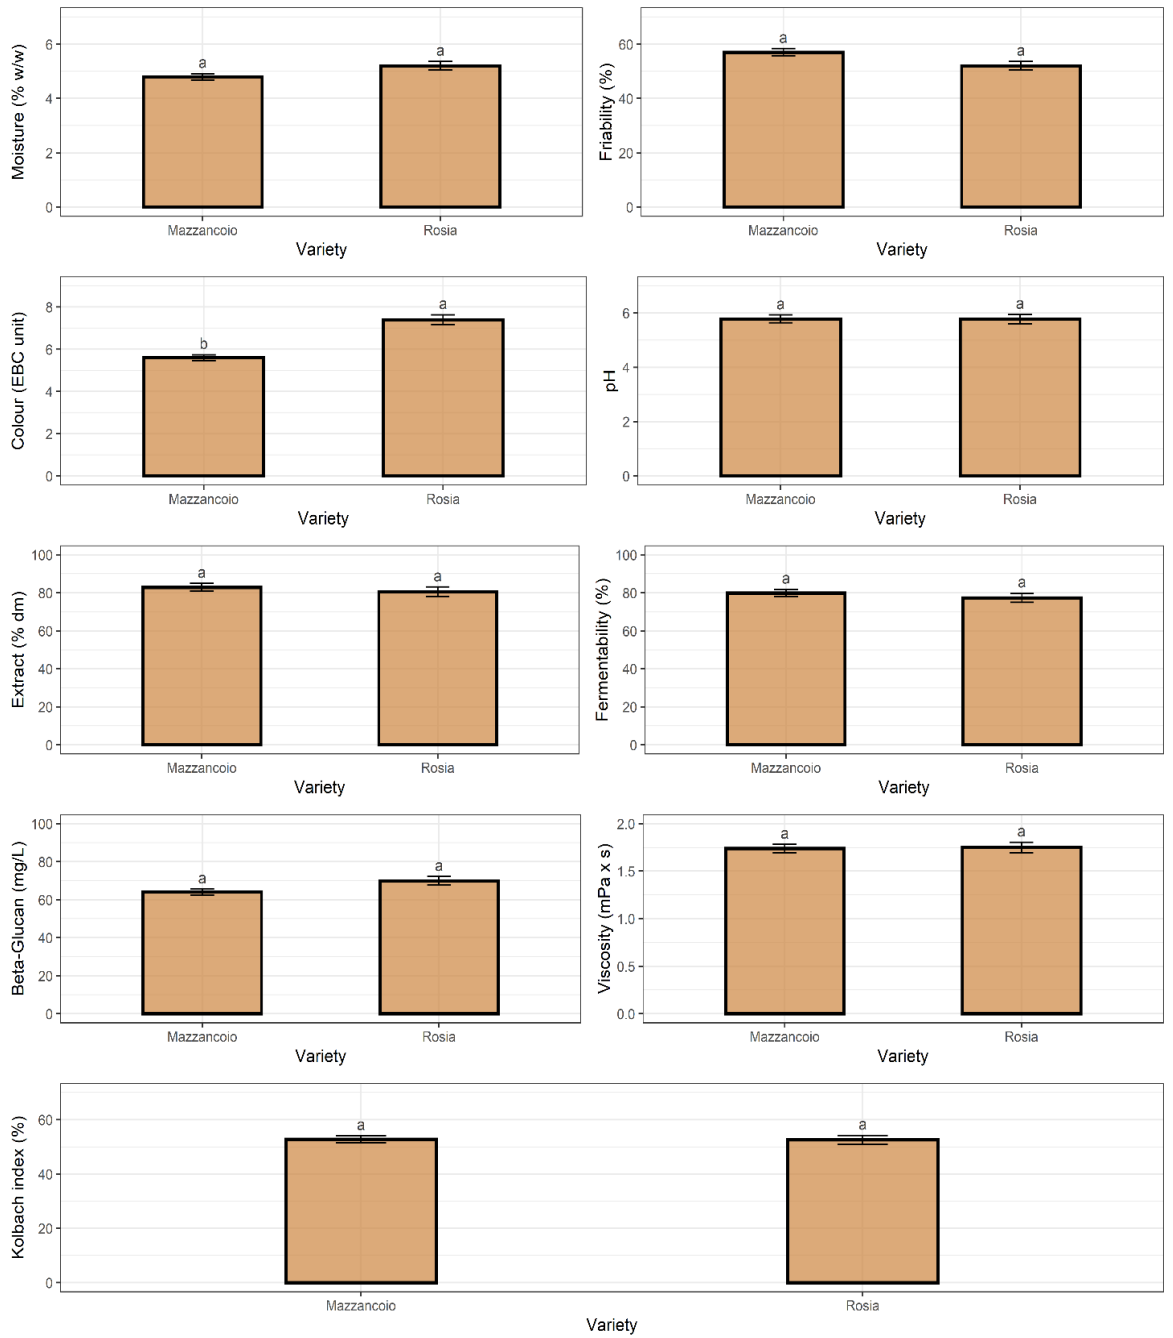 Moisture (% w/w)
6
4
2
0
a
a
Mazzancoio
Rosia
Variety
Friability (%)
60
40
20
0
a
a
Mazzancoio
Rosia
Variety
Colour (EBC unit)
8
6
4
2
0
b
a
Mazzancoio
Rosia
Variety
pH
6
4
2
0
a
a
Mazzancoio
Rosia
Variety
Extract (% dm)
100
80
60
40
20
0
a
a
Mazzancoio
Rosia
Variety
Fermentability (%)
100
80
60
40
20
0
a
a
Mazzancoio
Rosia
Variety
Beta-Glucan (mg/L)
100
80
60
40
20
0
a
a
Mazzancoio
Rosia
Variety
Viscosity (mPa x s)
2.0
1.5
1.0
0.5
0.0
a
a
Mazzancoio
Rosia
Variety
Kolbach index (%)
60
40
20
0
a
a
Mazzancoio
Rosia
Variety